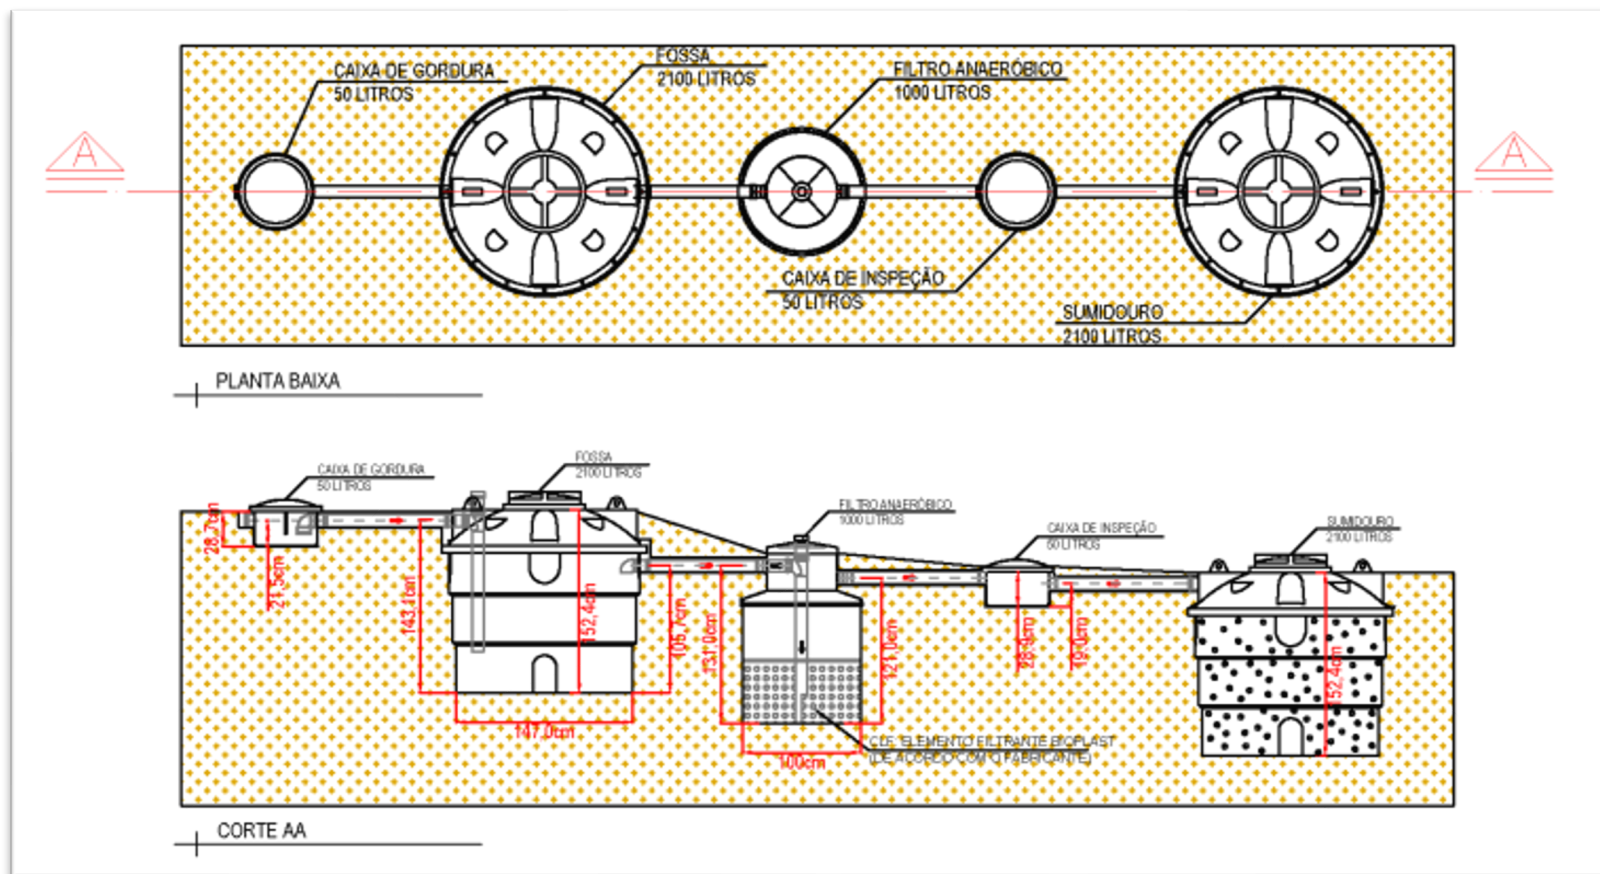 CAIXA DE GORDURA
50 LITROS
FOSSA
2100 LITROS
FILTRO ANAERÓBICO
1000 LITROS
A
A
CAIXA DE INSPEÇÃO
50 LITROS
SUMIDOURO
2100 LITROS
PLANTA BAIXA
CAIXA DE GORDURA
50 LITROS
FOSSA
2100 LITROS
FILTRO ANAERÓBICO
1000 LITROS
CAIXA DE INSPEÇÃO
50 LITROS
SUMIDOURO
2100 LITROS
28,7cm
21,5cm
143,1cm
152,4cm
105,7cm
147,0cm
131,0cm
121,0cm
100cm
19,0cm
152,4cm
ELEMENTO FILTRANTE BIOPLAST
(DE ACORDO COM O FABRICANTE)
CORTE AA